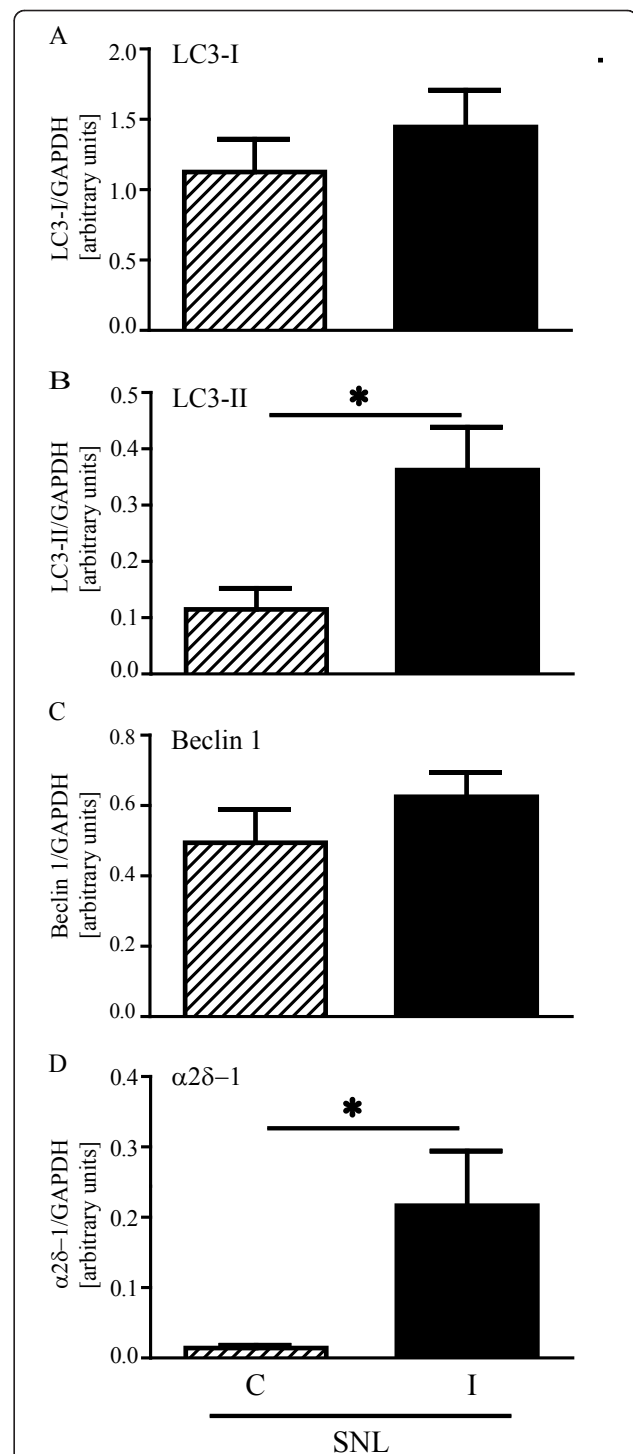 A
LC3-I
2.0
1.5
1.0
0.5
0.0
LC3-I/GAPDH
[arbitrary units]
B
LC3-II
*
0.5
0.4
0.3
0.2
0.1
0.0
LC3-II/GAPDH
[arbitrary units]
C
Beclin 1
0.8
0.6
0.4
0.2
0.0
Beclin 1/GAPDH
[arbitrary units]
D
α2δ–1
*
0.4
0.3
0.2
0.1
0.0
α2δ–1/GAPDH
[arbitrary units]
C I
SNL